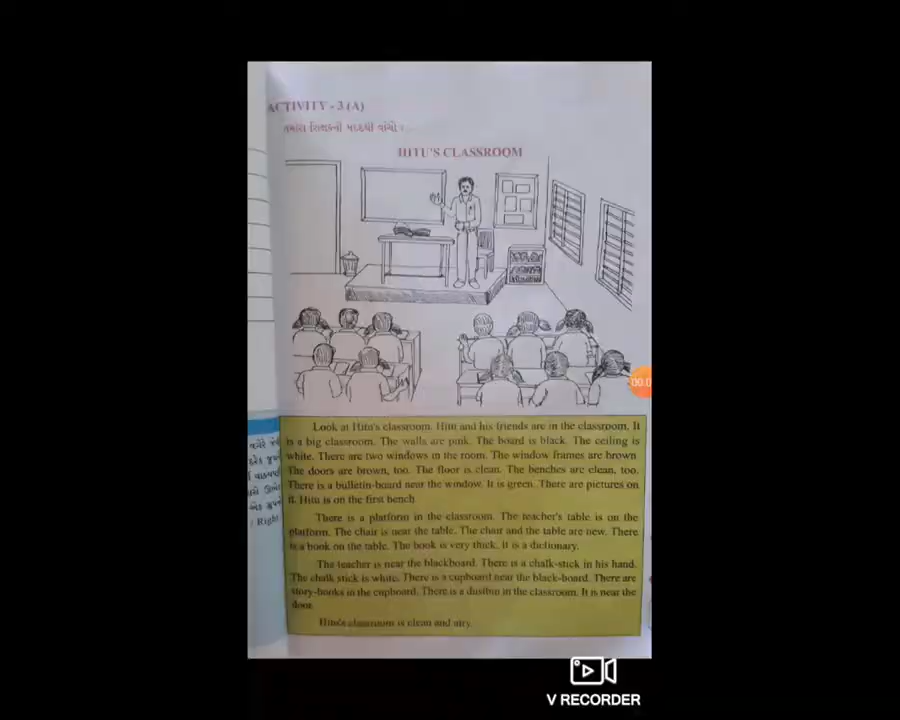 ACTIVITY - 3 (A)
તમારા શિક્ષકની મદદથી વાંચો :
HITU'S CLASSROOM
Look at Hitu's classroom. Hitu and his friends are in the classroom. It
is a big classroom. The walls are pink. The board is black. The ceiling is
white. There are two windows in the room. The window frames are brown
The doors are brown, too. The floor is clean. The benches are clean, too.
There is a bulletin-board near the window. It is green. There are pictures on
it. Hitu is on the first bench
There is a platform in the classroom. The teacher's table is on the
platform. The chair is near the table. The chair and the table are new. There
is a book on the table. The book is very thick. It is a dictionary.
The teacher is near the blackboard. There is a chalk-stick in his hand.
The chalk stick is white. There is a cupboard near the black-board. There are
story-books in the cupboard. There is a dustbin in the classroom. It is near the
door.
Hitu's classroom is clean and airy.
Right
00:0
V RECORDER